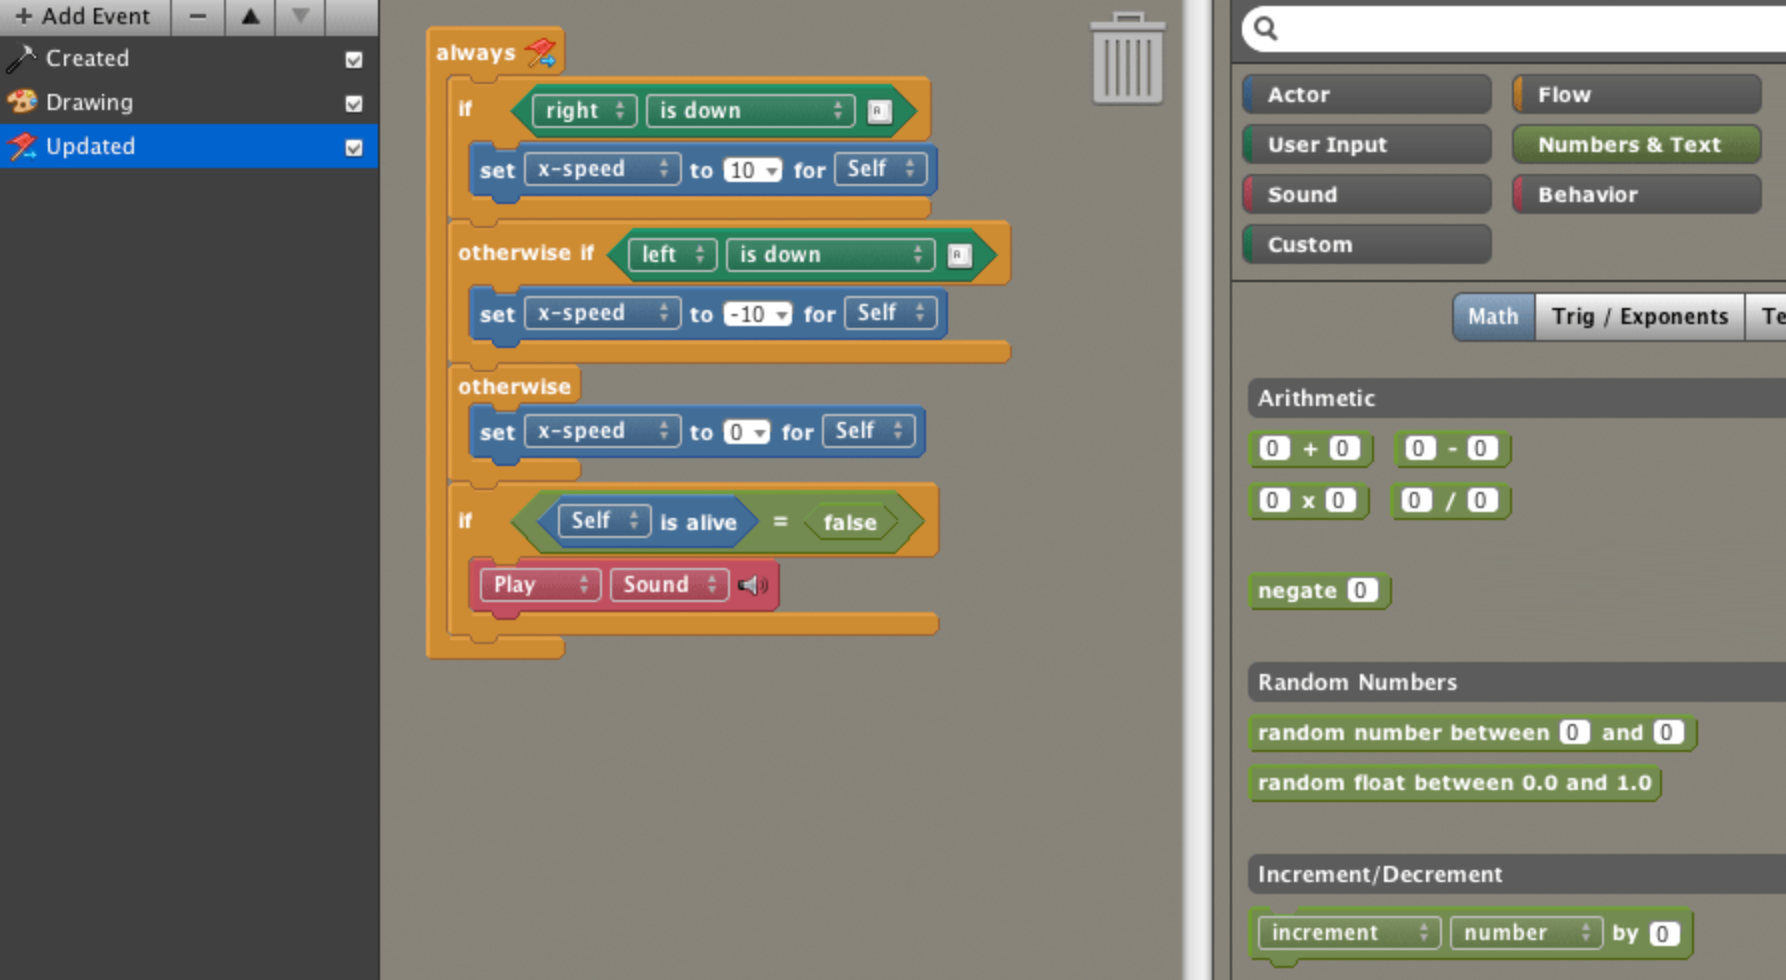 + Add Event
Created
Drawing
Updated
always
if right is down
set x-speed to 10 for Self
otherwise if left is down
set x-speed to -10 for Self
otherwise
set x-speed to 0 for Self
if Self is alive = false
Play Sound
Actor Flow
User Input Numbers & Text
Sound Behavior
Custom
Math Trig / Exponents Te
Arithmetic
0 + 0 0 - 0
0 x 0 0 / 0
negate 0
Random Numbers
random number between 0 and 0
random float between 0.0 and 1.0
Increment/Decrement
increment number by 0